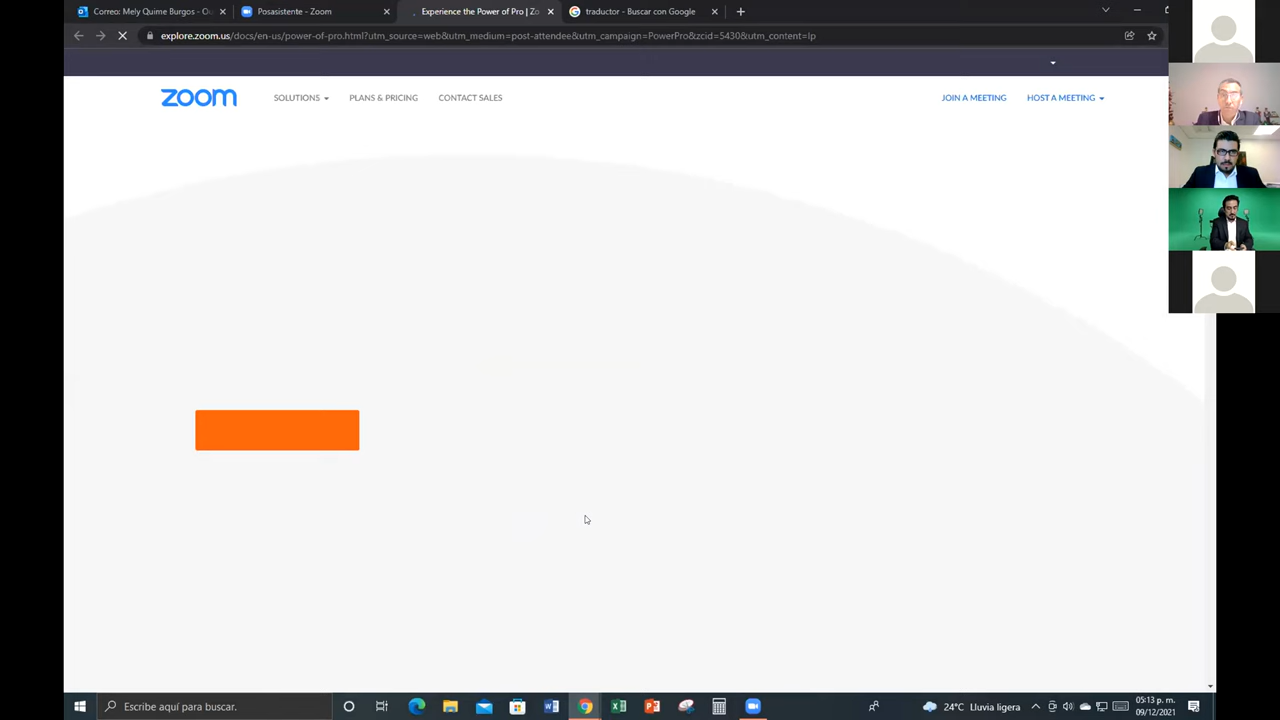 Correo: Mely Quime Burgos - Ou
Posasistente - Zoom
Experience the Power of Pro | Zo
traductor - Buscar con Google
explore.zoom.us/docs/en-us/power-of-pro.html?utm_source=web&utm_medium=post-attendee&utm_campaign=PowerPro&zcid=5430&utm_content=lp
zoom
SOLUTIONS
PLANS & PRICING
CONTACT SALES
JOIN A MEETING
HOST A MEETING
Escribe aquí para buscar.
24°C Lluvia ligera
05:13 p. m.
09/12/2021